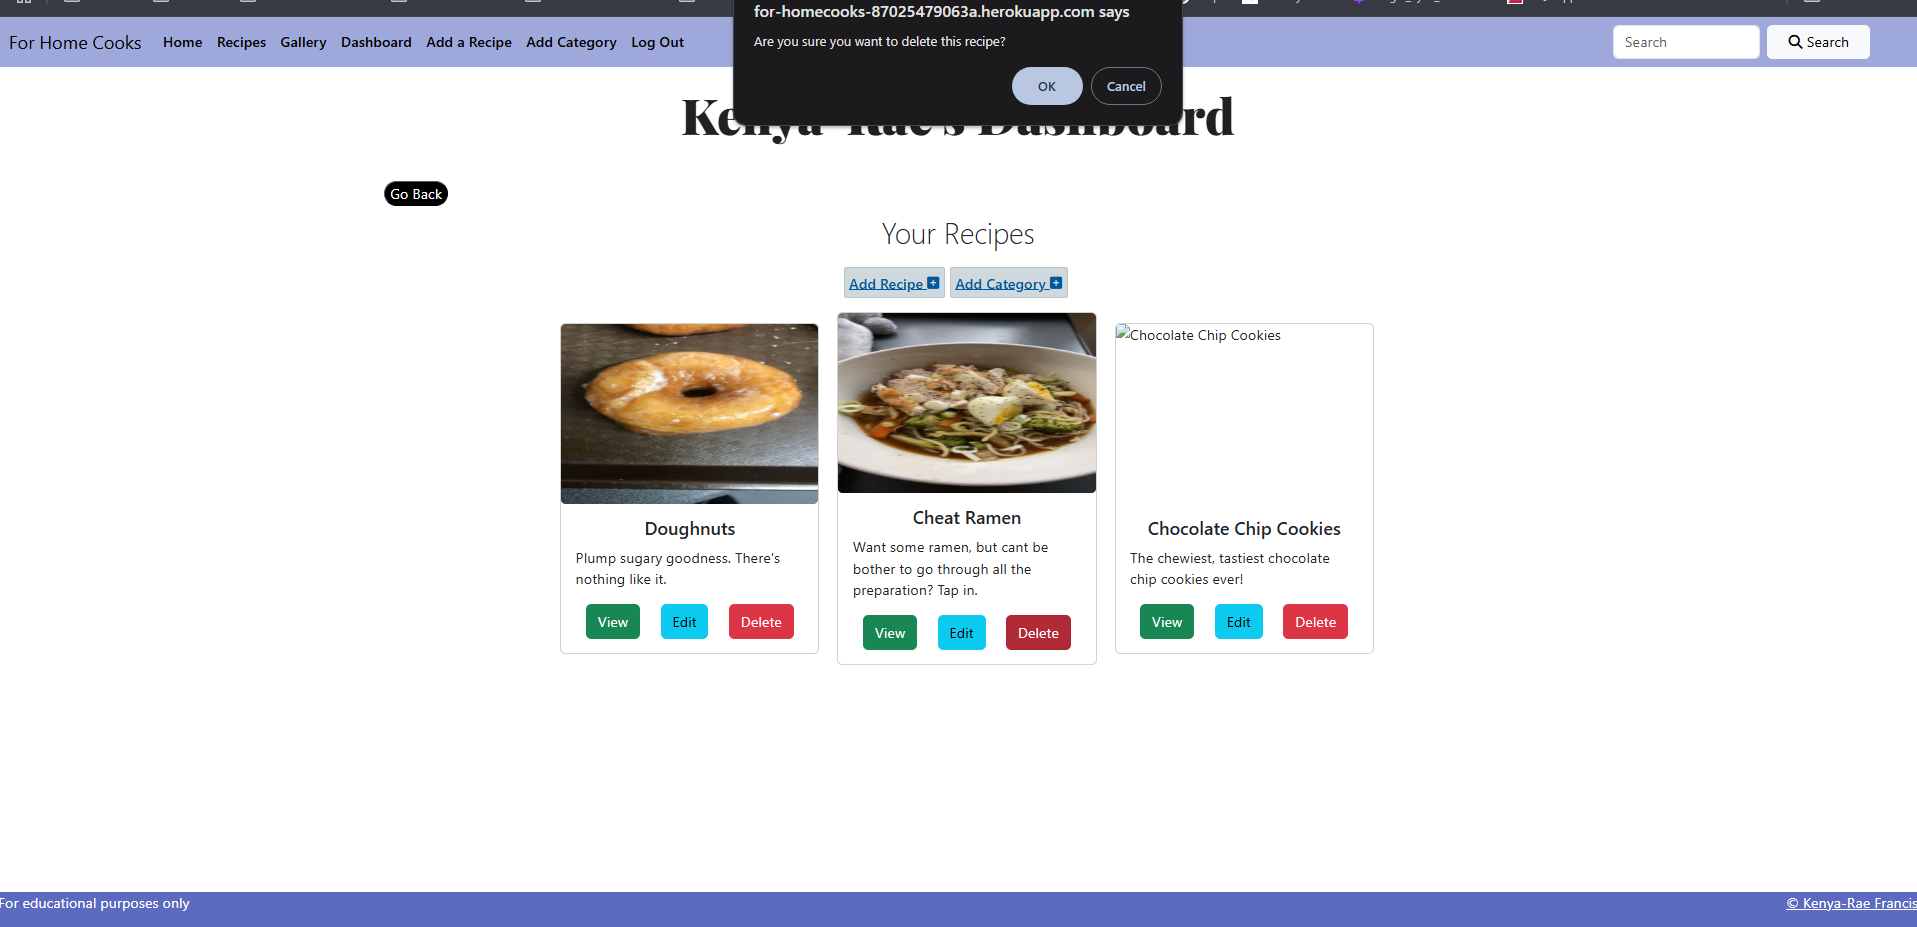 for-homecooks-87025479063a.herokuapp.com says
Are you sure you want to delete this recipe?
OK
Cancel
For Home Cooks
Home
Recipes
Gallery
Dashboard
Add a Recipe
Add Category
Log Out
Search
Search
Kenya-Rae's Dashboard
Go Back
Your Recipes
Add Recipe
Add Category
Chocolate Chip Cookies
Doughnuts
Plump sugary goodness. There's
nothing like it.
View
Edit
Delete
Cheat Ramen
Want some ramen, but cant be
bother to go through all the
preparation? Tap in.
View
Edit
Delete
Chocolate Chip Cookies
The chewiest, tastiest chocolate
chip cookies ever!
View
Edit
Delete
For educational purposes only
© Kenya-Rae Francis